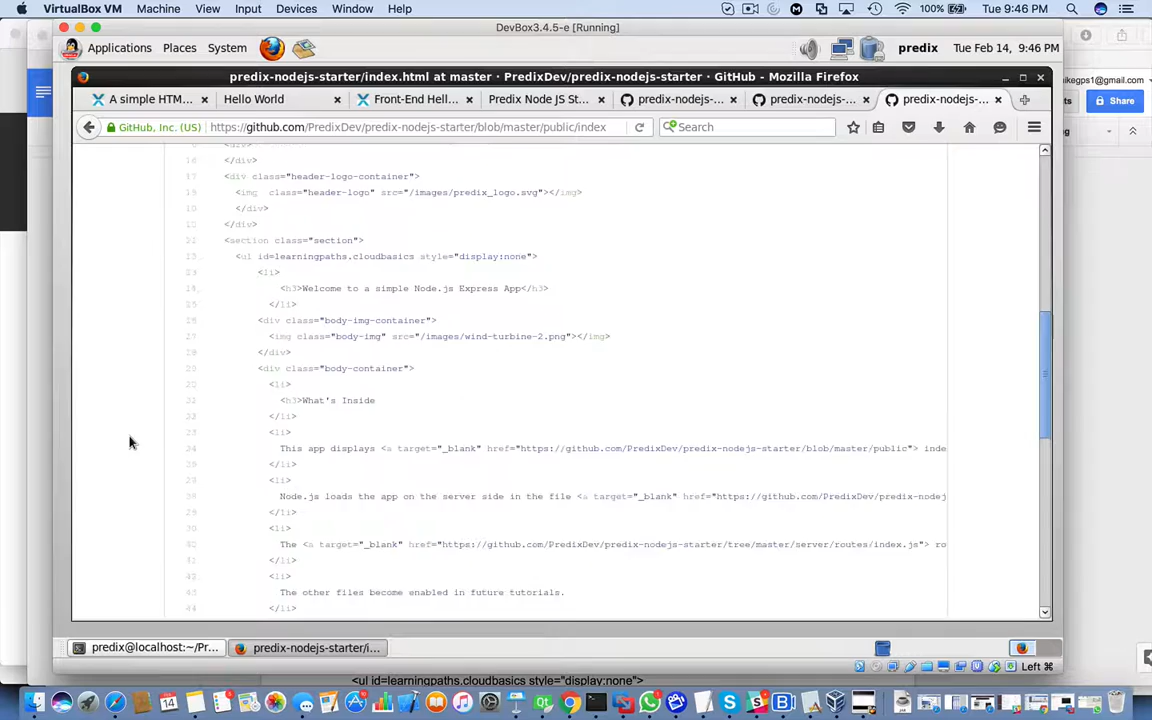 VirtualBox VM Machine View Input Devices Window Help
100% Tue 2:46 PM
DevBox3.4.5-e [Running]
Applications Places System
predix Tue Feb 14, 9:46 PM
predix-nodejs-starter/index.html at master · PredixDev/predix-nodejs-starter · GitHub - Mozilla Firefox
A simple HTM... Hello World Front-End Hell... Predix Node JS St... predix-nodejs-... predix-nodejs-... predix-nodejs-...
GitHub, Inc. (US) https://github.com/PredixDev/predix-nodejs-starter/blob/master/public/index
Search
ikegps1@gmail.com
Share
</div>
<div class="header-logo-container">
<img class="header-logo" src="/images/predix_logo.svg"></img>
</div>
</div>
<section class="section">
<ul id=learningpaths.cloudbasics style="display:none">
<li>
<h3>Welcome to a simple Node.js Express App</h3>
</li>
<div class="body-img-container">
<img class="body-img" src="/images/wind-turbine-2.png"></img>
</div>
<div class="body-container">
<li>
<h3>What's Inside
</li>
<li>
This app displays <a target="_blank" href="https://github.com/PredixDev/predix-nodejs-starter/blob/master/public"> inde
</li>
<li>
Node.js loads the app on the server side in the file <a target="_blank" href="https://github.com/PredixDev/predix-nodej
</li>
<li>
The <a target="_blank" href="https://github.com/PredixDev/predix-nodejs-starter/tree/master/server/routes/index.js"> ro
</li>
<li>
The other files become enabled in future tutorials.
</li>
predix@localhost:~/Pr... predix-nodejs-starter/i...
Left ⌘
<ul id=learningpaths.cloudbasics style="display:none">